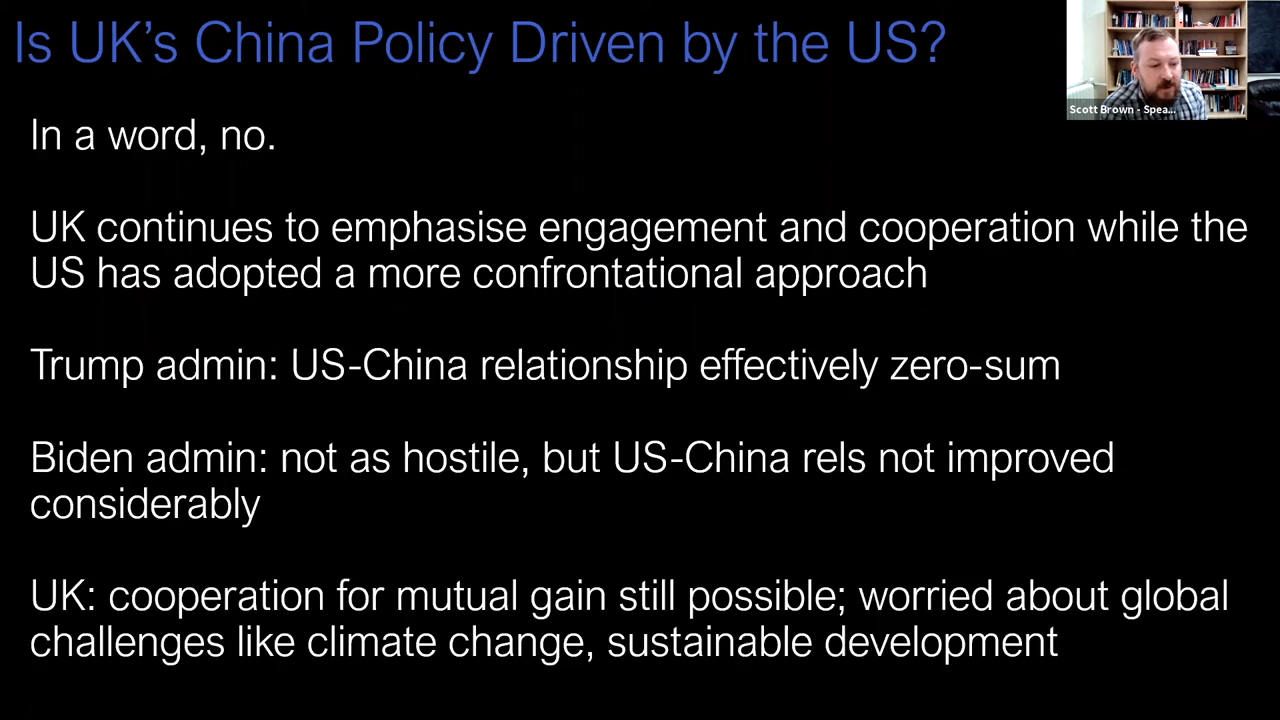 Is UK’s China Policy Driven by the US?
Scott Brown - Spea...
In a word, no.
UK continues to emphasise engagement and cooperation while the
US has adopted a more confrontational approach
Trump admin: US-China relationship effectively zero-sum
Biden admin: not as hostile, but US-China rels not improved
considerably
UK: cooperation for mutual gain still possible; worried about global
challenges like climate change, sustainable development